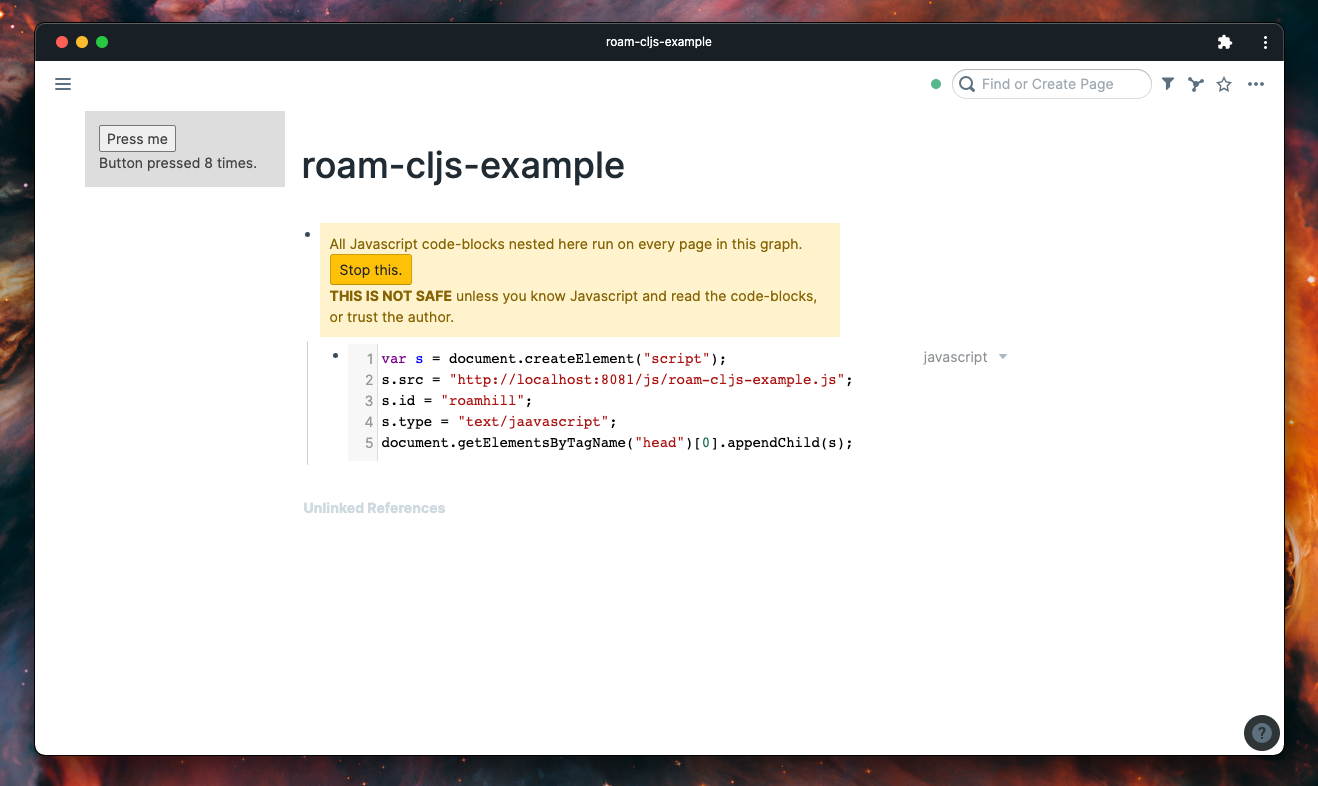 roam-cljs-example
Find or Create Page
Press me
Button pressed 8 times.
roam-cljs-example
All Javascript code-blocks nested here run on every page in this graph.
Stop this.
THIS IS NOT SAFE unless you know Javascript and read the code-blocks,
or trust the author.
javascript
1 var s = document.createElement("script");
2 s.src = "http://localhost:8081/js/roam-cljs-example.js";
3 s.id = "roamhill";
4 s.type = "text/jaavascript";
5 document.getElementsByTagName("head")[0].appendChild(s);
Unlinked References
?